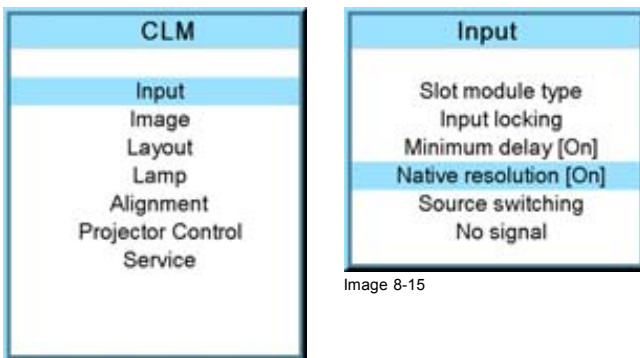 CLM
Input
Image
Layout
Lamp
Alignment
Projector Control
Service
Input
Slot module type
Input locking
Minimum delay [On]
Native resolution [On]
Source switching
No signal
Image 8-15